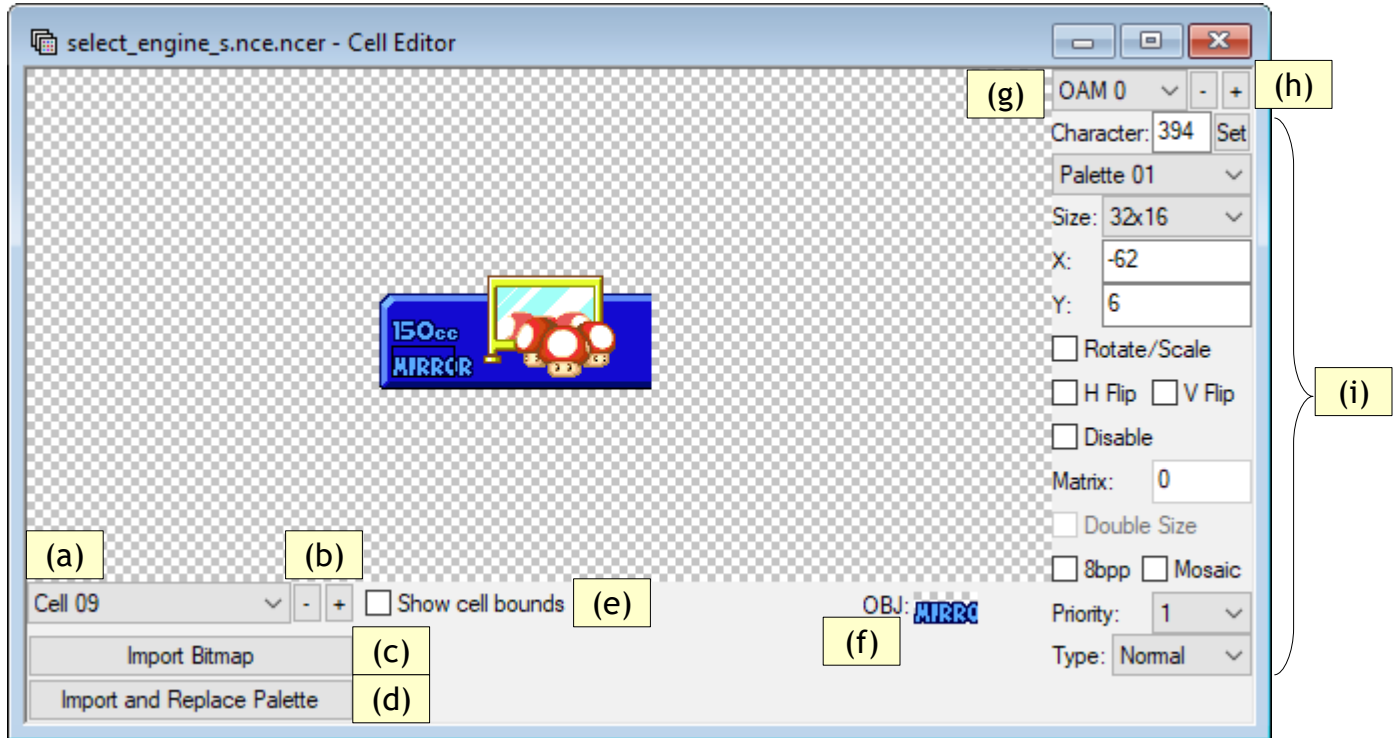 select_engine_s.nce.ncer - Cell Editor
(g) OAM 0 - + (h)
Character: 394 Set
Palette 01
Size: 32x16
X: -62
Y: 6
150cc
MIRROR
Rotate/Scale
H Flip V Flip
(i)
Disable
Matrix: 0
Double Size
(a) (b)
8bpp Mosaic
Cell 09 - + Show cell bounds (e) OBJ: MIRRO
Priority: 1
(f)
Import Bitmap (c)
Type: Normal
Import and Replace Palette (d)